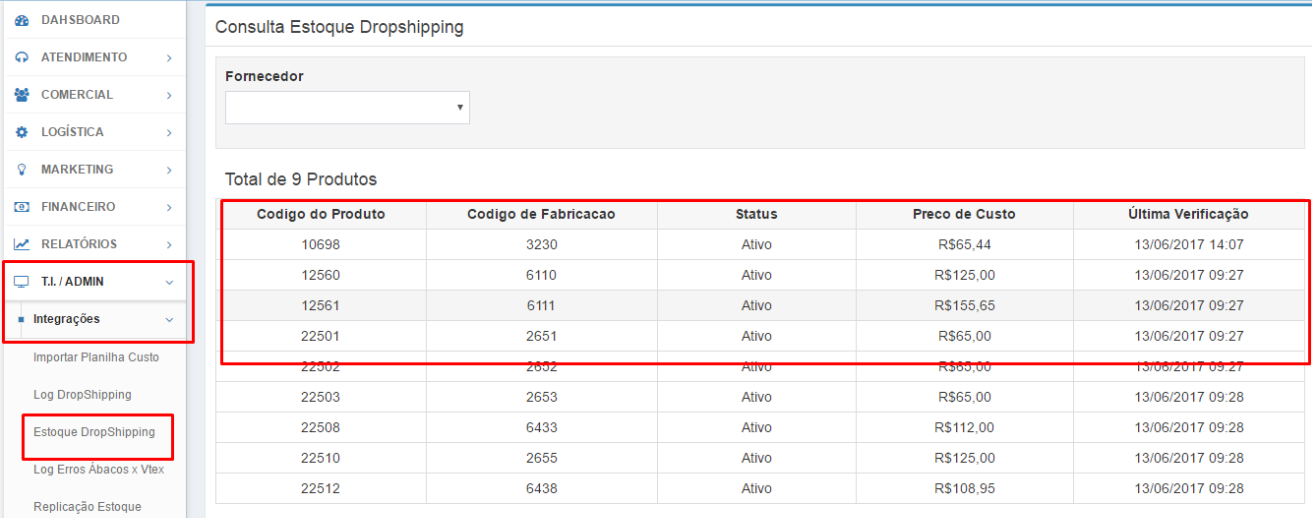 DAHSBOARD
ATENDIMENTO
COMERCIAL
LOGÍSTICA
MARKETING
FINANCEIRO
RELATÓRIOS
T.I. / ADMIN
Integrações
Importar Planilha Custo
Log DropShipping
Estoque DropShipping
Log Erros Ábacos x Vtex
Replicação Estoque
Consulta Estoque Dropshipping
Fornecedor
Total de 9 Produtos
Codigo do Produto Codigo de Fabricacao Status Preco de Custo Última Verificação
10698 3230 Ativo R$65,44 13/06/2017 14:07
12560 6110 Ativo R$125,00 13/06/2017 09:27
12561 6111 Ativo R$155,65 13/06/2017 09:27
22501 2651 Ativo R$65,00 13/06/2017 09:27
22502 2652 Ativo R$65,00 13/06/2017 09:27
22503 2653 Ativo R$65,00 13/06/2017 09:28
22508 6433 Ativo R$112,00 13/06/2017 09:28
22510 2655 Ativo R$125,00 13/06/2017 09:28
22512 6438 Ativo R$108,95 13/06/2017 09:28